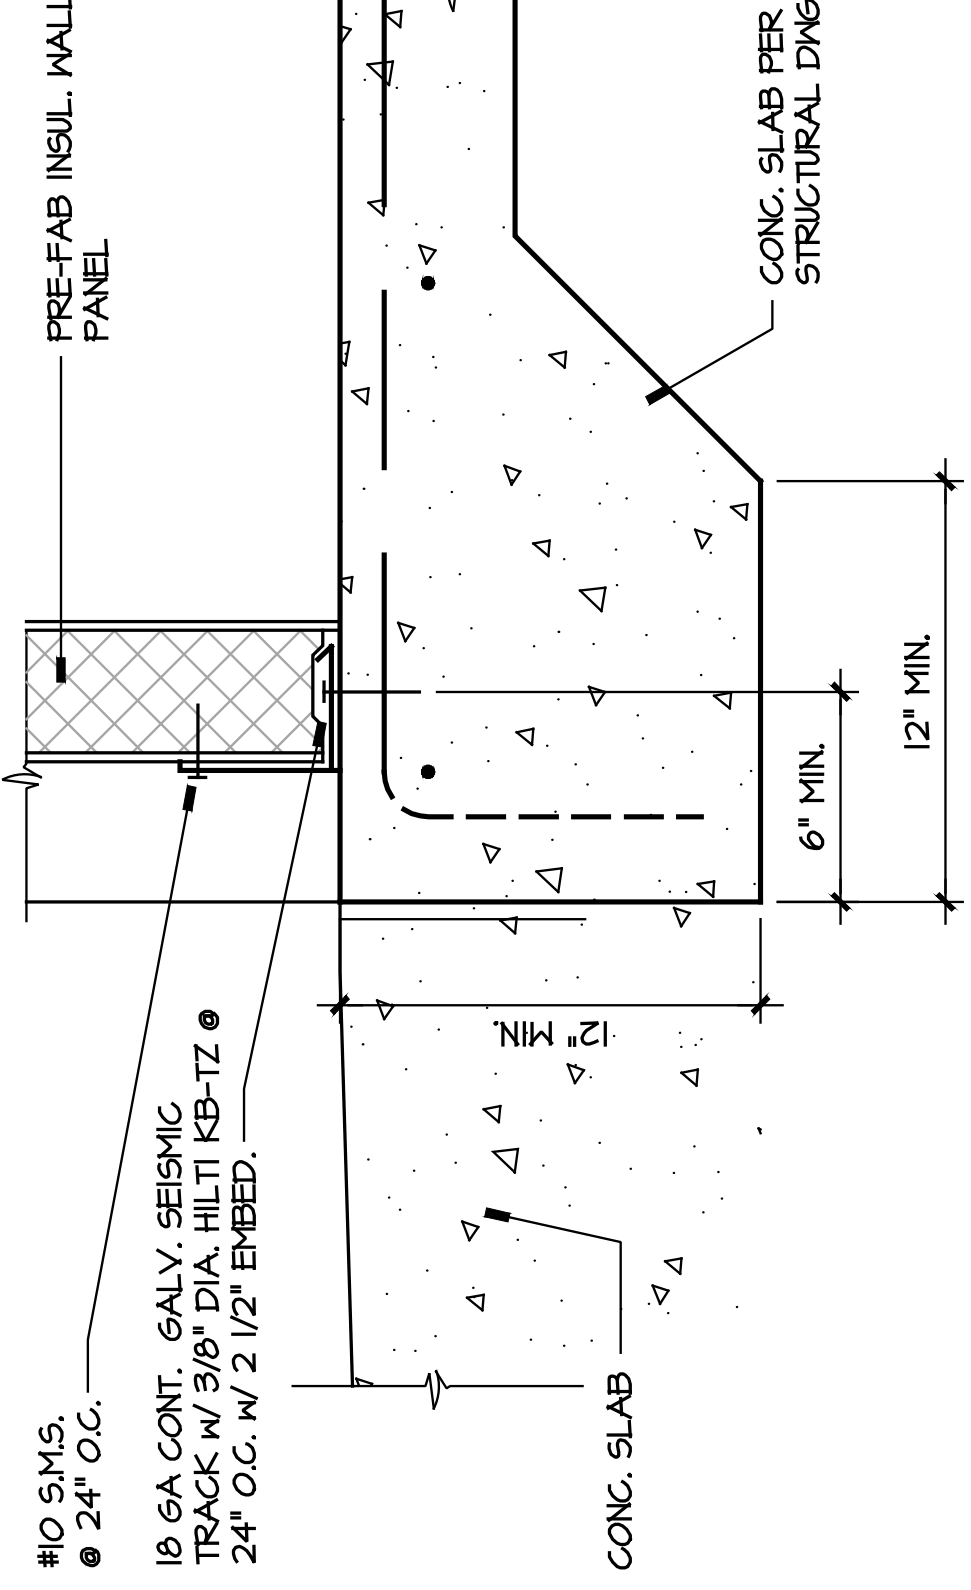 PRE-FAB INSUL. WALL
PANEL
CONC. SLAB PER
STRUCTURAL DWG
#10 S.M.S.
@ 24" O.C.
18 GA CONT. GALV. SEISMIC
TRACK w/ 3/8" DIA. HILTI KB-TZ @
24" O.C. w/ 2 1/2" EMBED.
12" MIN.
6" MIN.
12" MIN.
CONC. SLAB